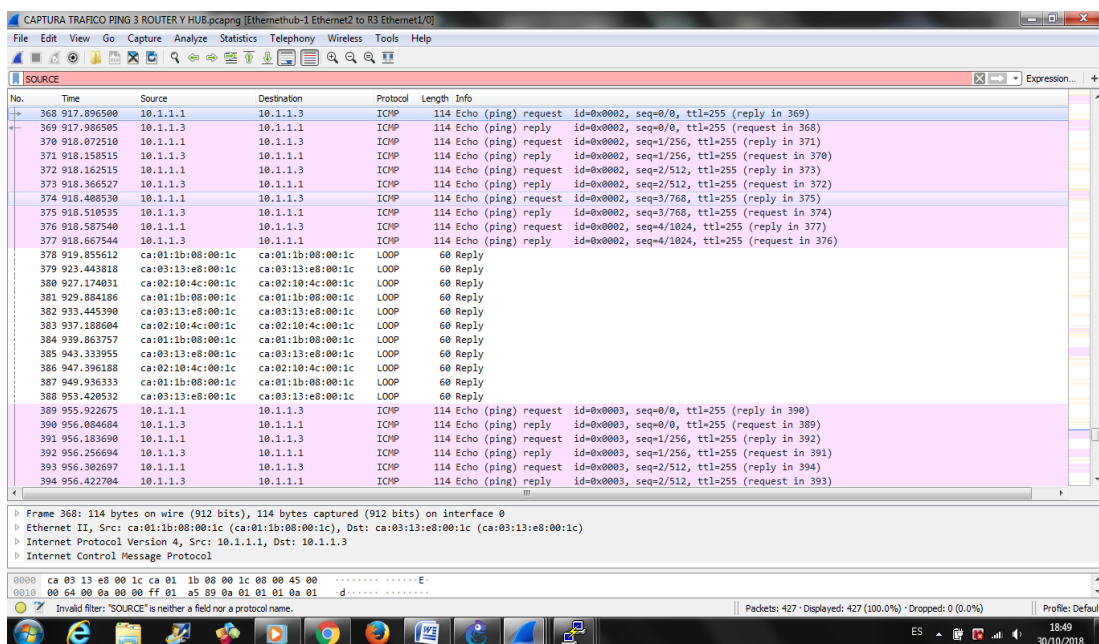 CAPTURA TRAFICO PING 3 ROUTER Y HUB.pcapng [Ethernethub-1 Ethernet2 to R3 Ethernet1/0]
File Edit View Go Capture Analyze Statistics Telephony Wireless Tools Help
SOURCE Expression... +
No. Time Source Destination Protocol Length Info
368 917.896500 10.1.1.1 10.1.1.3 ICMP 114 Echo (ping) request id=0x0002, seq=0/0, ttl=255 (reply in 369)
369 917.986505 10.1.1.3 10.1.1.1 ICMP 114 Echo (ping) reply id=0x0002, seq=0/0, ttl=255 (request in 368)
370 918.072510 10.1.1.1 10.1.1.3 ICMP 114 Echo (ping) request id=0x0002, seq=1/256, ttl=255 (reply in 371)
371 918.158515 10.1.1.3 10.1.1.1 ICMP 114 Echo (ping) reply id=0x0002, seq=1/256, ttl=255 (request in 370)
372 918.162515 10.1.1.1 10.1.1.3 ICMP 114 Echo (ping) request id=0x0002, seq=2/512, ttl=255 (reply in 373)
373 918.366527 10.1.1.3 10.1.1.1 ICMP 114 Echo (ping) reply id=0x0002, seq=2/512, ttl=255 (request in 372)
374 918.408530 10.1.1.1 10.1.1.3 ICMP 114 Echo (ping) request id=0x0002, seq=3/768, ttl=255 (reply in 375)
375 918.510535 10.1.1.3 10.1.1.1 ICMP 114 Echo (ping) reply id=0x0002, seq=3/768, ttl=255 (request in 374)
376 918.587540 10.1.1.1 10.1.1.3 ICMP 114 Echo (ping) request id=0x0002, seq=4/1024, ttl=255 (reply in 377)
377 918.667544 10.1.1.3 10.1.1.1 ICMP 114 Echo (ping) reply id=0x0002, seq=4/1024, ttl=255 (request in 376)
378 919.855612 ca:01:1b:08:00:1c ca:01:1b:08:00:1c LOOP 60 Reply
379 923.443818 ca:03:13:e8:00:1c ca:03:13:e8:00:1c LOOP 60 Reply
380 927.174031 ca:02:10:4c:00:1c ca:02:10:4c:00:1c LOOP 60 Reply
381 929.884186 ca:01:1b:08:00:1c ca:01:1b:08:00:1c LOOP 60 Reply
382 933.445390 ca:03:13:e8:00:1c ca:03:13:e8:00:1c LOOP 60 Reply
383 937.188604 ca:02:10:4c:00:1c ca:02:10:4c:00:1c LOOP 60 Reply
384 939.863757 ca:01:1b:08:00:1c ca:01:1b:08:00:1c LOOP 60 Reply
385 943.333955 ca:03:13:e8:00:1c ca:03:13:e8:00:1c LOOP 60 Reply
386 947.396188 ca:02:10:4c:00:1c ca:02:10:4c:00:1c LOOP 60 Reply
387 949.936333 ca:01:1b:08:00:1c ca:01:1b:08:00:1c LOOP 60 Reply
388 953.420532 ca:03:13:e8:00:1c ca:03:13:e8:00:1c LOOP 60 Reply
389 955.922675 10.1.1.1 10.1.1.3 ICMP 114 Echo (ping) request id=0x0003, seq=0/0, ttl=255 (reply in 390)
390 956.084684 10.1.1.3 10.1.1.1 ICMP 114 Echo (ping) reply id=0x0003, seq=0/0, ttl=255 (request in 389)
391 956.183690 10.1.1.1 10.1.1.3 ICMP 114 Echo (ping) request id=0x0003, seq=1/256, ttl=255 (reply in 392)
392 956.256694 10.1.1.3 10.1.1.1 ICMP 114 Echo (ping) reply id=0x0003, seq=1/256, ttl=255 (request in 391)
393 956.302697 10.1.1.1 10.1.1.3 ICMP 114 Echo (ping) request id=0x0003, seq=2/512, ttl=255 (reply in 394)
394 956.422704 10.1.1.3 10.1.1.1 ICMP 114 Echo (ping) reply id=0x0003, seq=2/512, ttl=255 (request in 393)
Frame 368: 114 bytes on wire (912 bits), 114 bytes captured (912 bits) on interface 0
Ethernet II, Src: ca:01:1b:08:00:1c (ca:01:1b:08:00:1c), Dst: ca:03:13:e8:00:1c (ca:03:13:e8:00:1c)
Internet Protocol Version 4, Src: 10.1.1.1, Dst: 10.1.1.3
Internet Control Message Protocol
0000 ca 03 13 e8 00 1c ca 01 1b 08 00 1c 08 00 45 00 ········ ······E·
0010 00 64 00 0a 00 00 ff 01 a5 89 0a 01 01 01 0a 01 ·d······ ········
Invalid filter: "SOURCE" is neither a field nor a protocol name. Packets: 427 · Displayed: 427 (100.0%) · Dropped: 0 (0.0%) Profile: Defaul
ES 18:49
30/10/2018